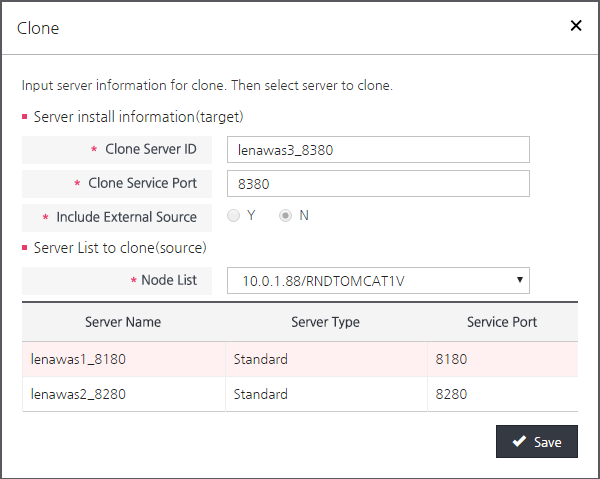 Clone
Input server information for clone. Then select server to clone.
Server install information(target)
* Clone Server ID lenawas3_8380
* Clone Service Port 8380
* Include External Source Y N
Server List to clone(source)
* Node List 10.0.1.88/RNDTOMCAT1V
Server Name Server Type Service Port
lenawas1_8180 Standard 8180
lenawas2_8280 Standard 8280
Save